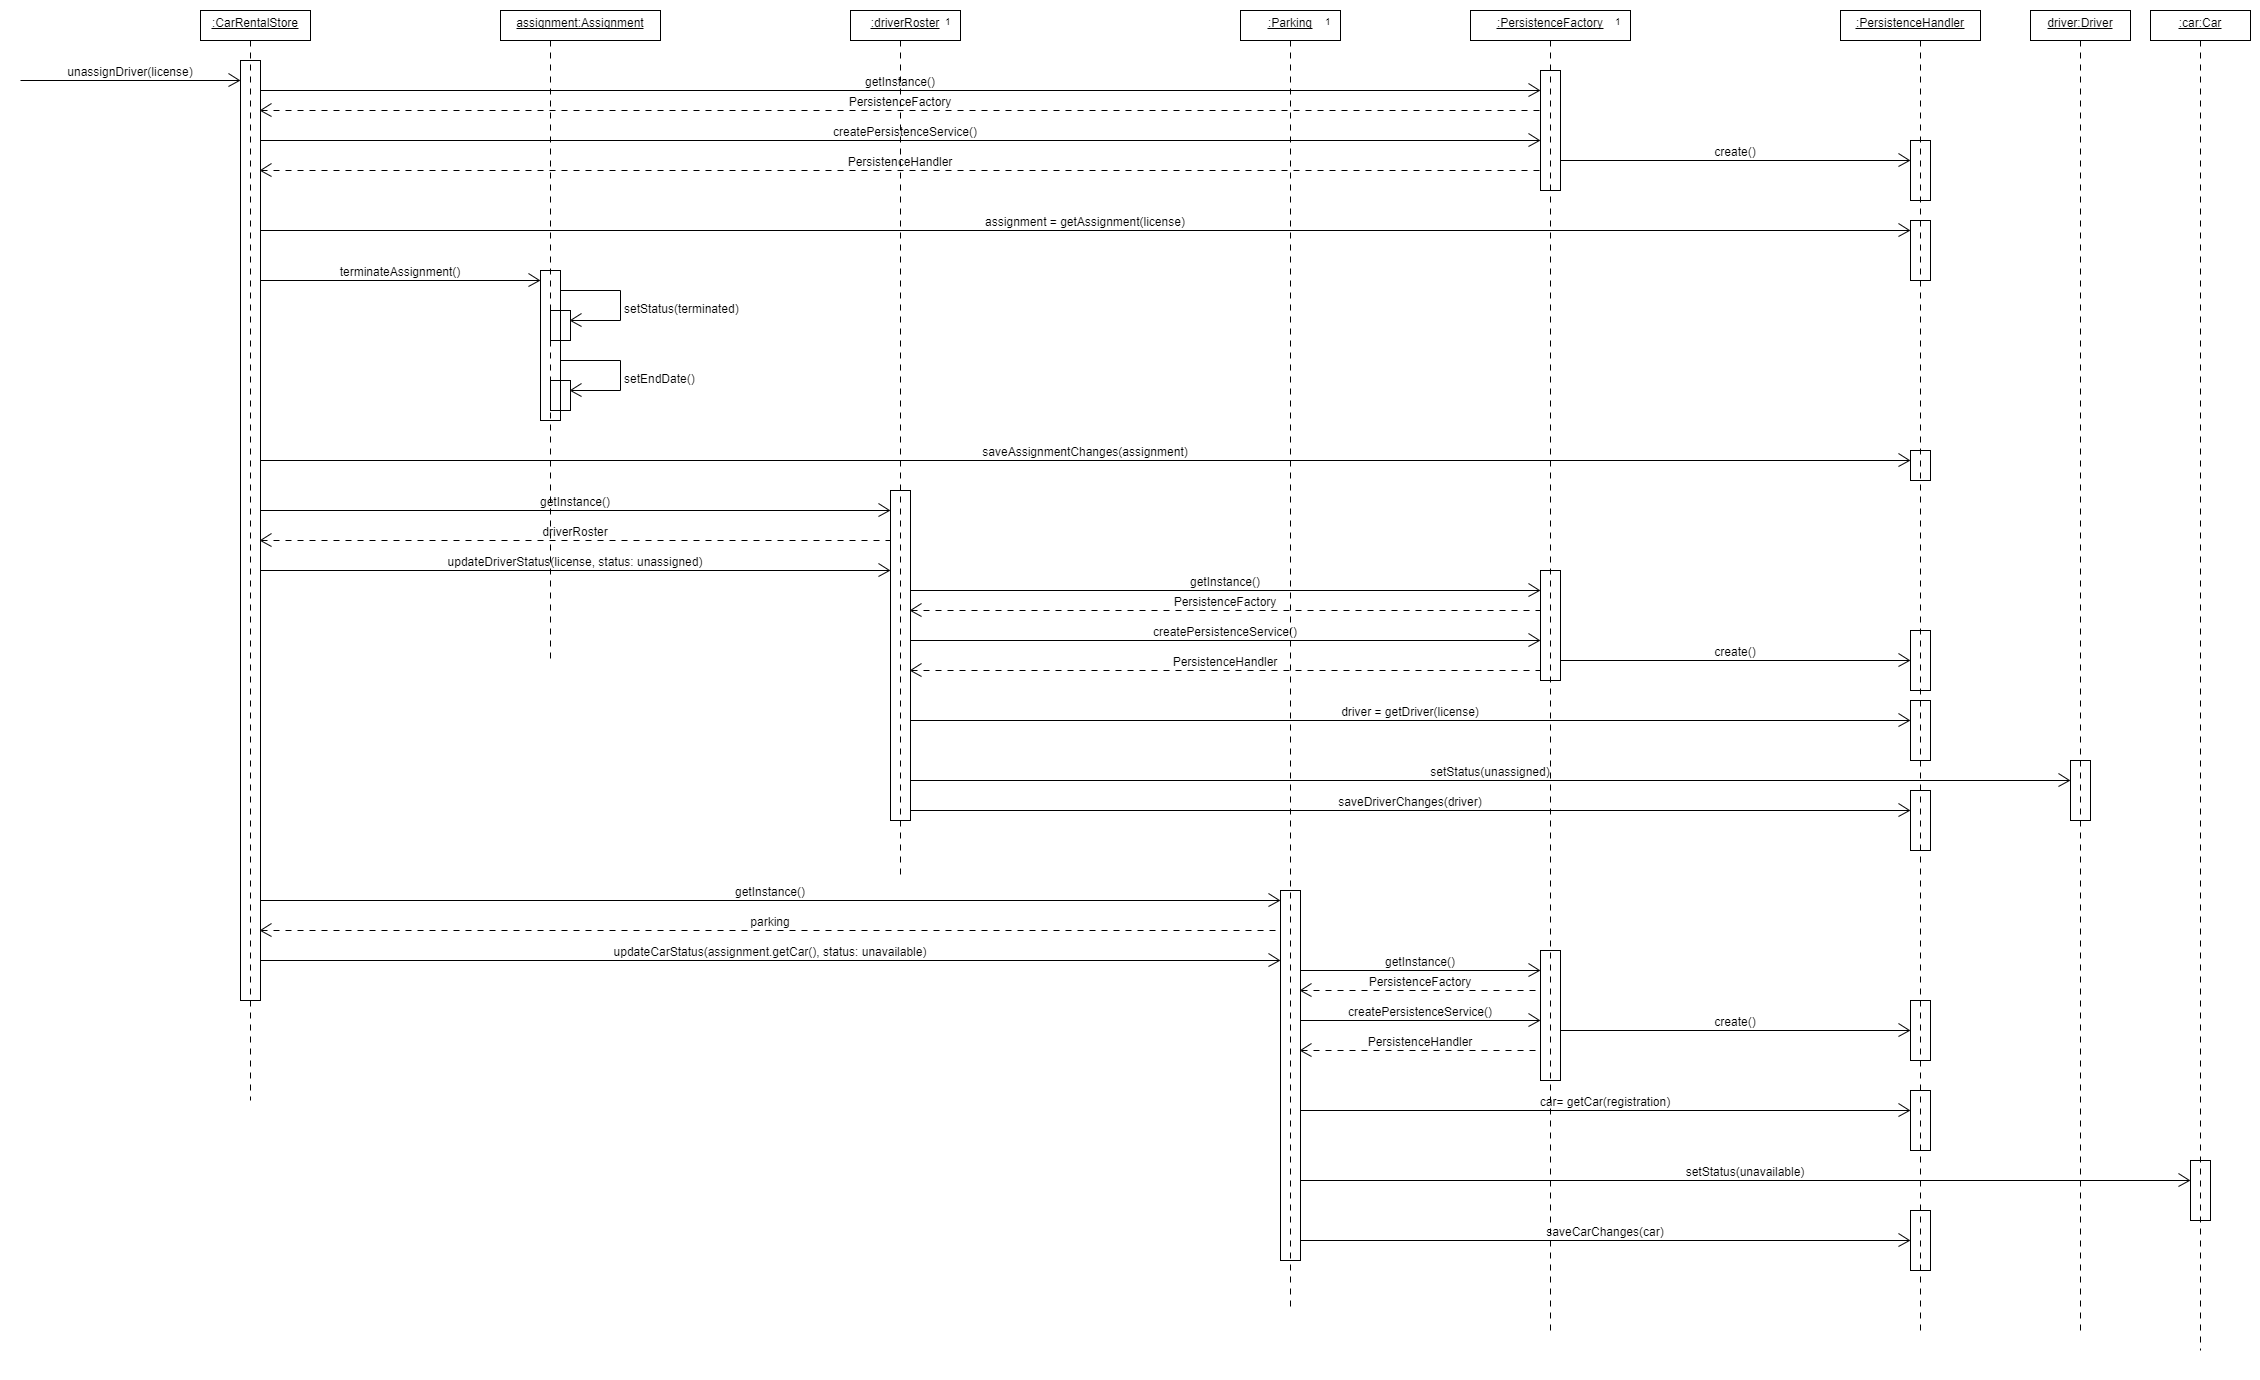 :CarRentalStore
assignment:Assignment
:driverRoster 1
:Parking 1
:PersistenceFactory 1
:PersistenceHandler
driver:Driver
:car:Car
unassignDriver(license)
getInstance()
PersistenceFactory
createPersistenceService()
create()
PersistenceHandler
assignment = getAssignment(license)
terminateAssignment()
setStatus(terminated)
setEndDate()
saveAssignmentChanges(assignment)
getInstance()
driverRoster
updateDriverStatus(license, status: unassigned)
getInstance()
PersistenceFactory
createPersistenceService()
create()
PersistenceHandler
driver = getDriver(license)
setStatus(unassigned)
saveDriverChanges(driver)
getInstance()
parking
updateCarStatus(assignment.getCar(), status: unavailable)
getInstance()
PersistenceFactory
createPersistenceService()
create()
PersistenceHandler
car= getCar(registration)
setStatus(unavailable)
saveCarChanges(car)